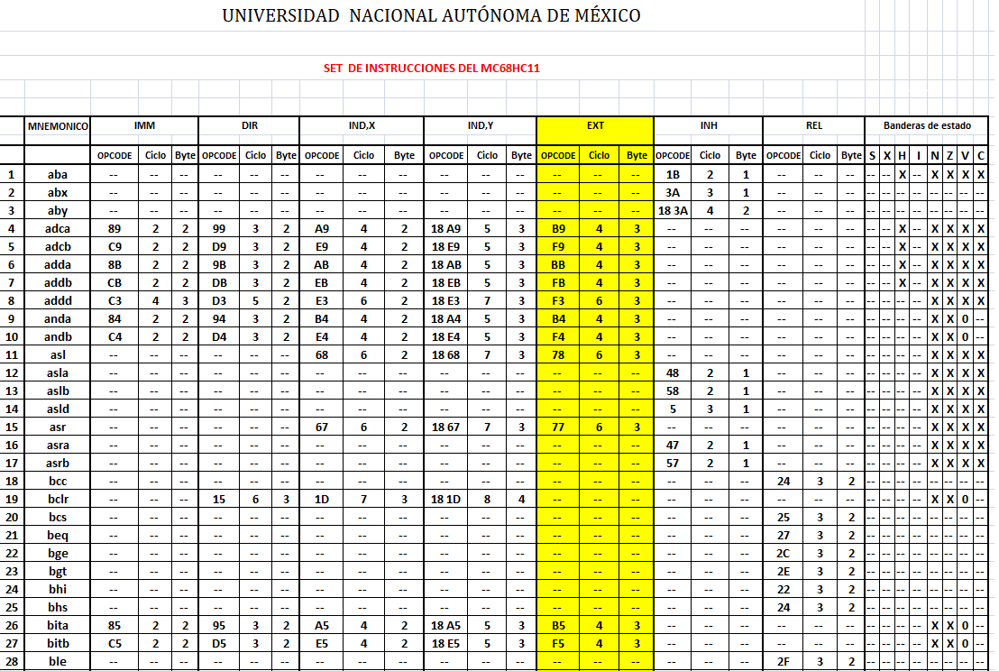 UNIVERSIDAD NACIONAL AUTÓNOMA DE MÉXICO
SET DE INSTRUCCIONES DEL MC68HC11
MNEMONICO IMM DIR IND,X IND,Y EXT INH REL Banderas de estado
OPCODE Ciclo Byte OPCODE Ciclo Byte OPCODE Ciclo Byte OPCODE Ciclo Byte OPCODE Ciclo Byte OPCODE Ciclo Byte OPCODE Ciclo Byte S X H I N Z V C
1 aba -- -- -- -- -- -- -- -- -- -- -- -- -- -- -- 1B 2 1 -- -- -- -- -- X -- X X X X
2 abx -- -- -- -- -- -- -- -- -- -- -- -- -- -- -- 3A 3 1 -- -- -- -- -- -- -- -- -- -- --
3 aby -- -- -- -- -- -- -- -- -- -- -- -- -- -- -- 18 3A 4 2 -- -- -- -- -- -- -- -- -- -- --
4 adca 89 2 2 99 3 2 A9 4 2 18 A9 5 3 B9 4 3 -- -- -- -- -- -- -- -- X -- X X X X
5 adcb C9 2 2 D9 3 2 E9 4 2 18 E9 5 3 F9 4 3 -- -- -- -- -- -- -- -- X -- X X X X
6 adda 8B 2 2 9B 3 2 AB 4 2 18 AB 5 3 BB 4 3 -- -- -- -- -- -- -- -- X -- X X X X
7 addb CB 2 2 DB 3 2 EB 4 2 18 EB 5 3 FB 4 3 -- -- -- -- -- -- -- -- X -- X X X X
8 addd C3 4 3 D3 5 2 E3 6 2 18 E3 7 3 F3 6 3 -- -- -- -- -- -- -- -- -- -- X X X X
9 anda 84 2 2 94 3 2 B4 4 2 18 A4 5 3 B4 4 3 -- -- -- -- -- -- -- -- -- -- X X 0 --
10 andb C4 2 2 D4 3 2 E4 4 2 18 E4 5 3 F4 4 3 -- -- -- -- -- -- -- -- -- -- X X 0 --
11 asl -- -- -- -- -- -- 68 6 2 18 68 7 3 78 6 3 -- -- -- -- -- -- -- -- -- -- X X X X
12 asla -- -- -- -- -- -- -- -- -- -- -- -- -- -- -- 48 2 1 -- -- -- -- -- -- -- X X X X
13 aslb -- -- -- -- -- -- -- -- -- -- -- -- -- -- -- 58 2 1 -- -- -- -- -- -- -- X X X X
14 asld -- -- -- -- -- -- -- -- -- -- -- -- -- -- -- 5 3 1 -- -- -- -- -- -- -- X X X X
15 asr -- -- -- -- -- -- 67 6 2 18 67 7 3 77 6 3 -- -- -- -- -- -- -- -- -- -- X X X X
16 asra -- -- -- -- -- -- -- -- -- -- -- -- -- -- -- 47 2 1 -- -- -- -- -- -- -- X X X X
17 asrb -- -- -- -- -- -- -- -- -- -- -- -- -- -- -- 57 2 1 -- -- -- -- -- -- -- X X X X
18 bcc -- -- -- -- -- -- -- -- -- -- -- -- -- -- -- -- -- -- 24 3 2 -- -- -- -- -- -- -- --
19 bclr -- -- -- 15 6 3 1D 7 3 18 1D 8 4 -- -- -- -- -- -- -- -- -- -- -- -- -- X X 0 --
20 bcs -- -- -- -- -- -- -- -- -- -- -- -- -- -- -- -- -- -- 25 3 2 -- -- -- -- -- -- -- --
21 beq -- -- -- -- -- -- -- -- -- -- -- -- -- -- -- -- -- -- 27 3 2 -- -- -- -- -- -- -- --
22 bge -- -- -- -- -- -- -- -- -- -- -- -- -- -- -- -- -- -- 2C 3 2 -- -- -- -- -- -- -- --
23 bgt -- -- -- -- -- -- -- -- -- -- -- -- -- -- -- -- -- -- 2E 3 2 -- -- -- -- -- -- -- --
24 bhi -- -- -- -- -- -- -- -- -- -- -- -- -- -- -- -- -- -- 22 3 2 -- -- -- -- -- -- -- --
25 bhs -- -- -- -- -- -- -- -- -- -- -- -- -- -- -- -- -- -- 24 3 2 -- -- -- -- -- -- -- --
26 bita 85 2 2 95 3 2 A5 4 2 18 A5 5 3 B5 4 3 -- -- -- -- -- -- -- -- -- -- X X 0 --
27 bitb C5 2 2 D5 3 2 E5 4 2 18 E5 5 3 F5 4 3 -- -- -- -- -- -- -- -- -- -- X X 0 --
28 ble -- -- -- -- -- -- -- -- -- -- -- -- -- -- -- -- -- -- 2F 3 2 -- -- -- -- -- -- -- --